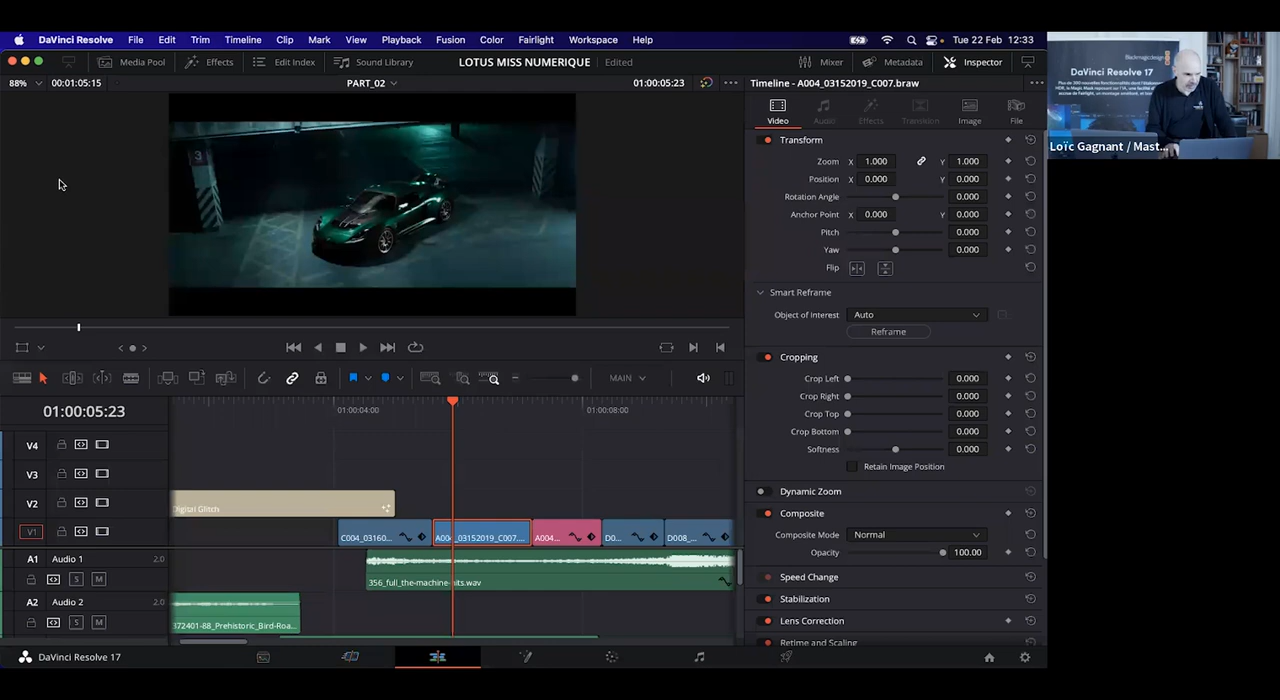 DaVinci Resolve File Edit Trim Timeline Clip Mark View Playback Fusion Color Fairlight Workspace Help Tue 22 Feb 12:33
Media Pool Effects Edit Index Sound Library LOTUS MISS NUMERIQUE Edited Mixer Metadata Inspector
88% 00:01:05:15 PART_02 01:00:05:23 Timeline - A004_03152019_C007.braw
Video Audio Effects Transition Image File
Transform
Zoom X 1.000 Y 1.000
Position X 0.000 Y 0.000
Rotation Angle 0.000
Anchor Point X 0.000 Y 0.000
Pitch 0.000
Yaw 0.000
Flip
Smart Reframe
Object of Interest Auto
Reframe
Cropping
Crop Left 0.000
Crop Right 0.000
Crop Top 0.000
Crop Bottom 0.000
Softness 0.000
Retain Image Position
Dynamic Zoom
Composite
Composite Mode Normal
Opacity 100.00
Speed Change
Stabilization
Lens Correction
Retime and Scaling
3
MAIN
01:00:05:23 01:00:04:00 01:00:08:00
V4
V3
V2 Digital Glitch
V1 C004_03160... A004_03152019_C007.... A004... D0... D008_...
A1 Audio 1 2.0
S M 356_full_the-machine-hits.wav
A2 Audio 2 2.0
S M 372401-88_Prehistoric_Bird-Roa...
DaVinci Resolve 17
Blackmagicdesign
DaVinci Resolve 17
Loïc Gagnant / Mast...